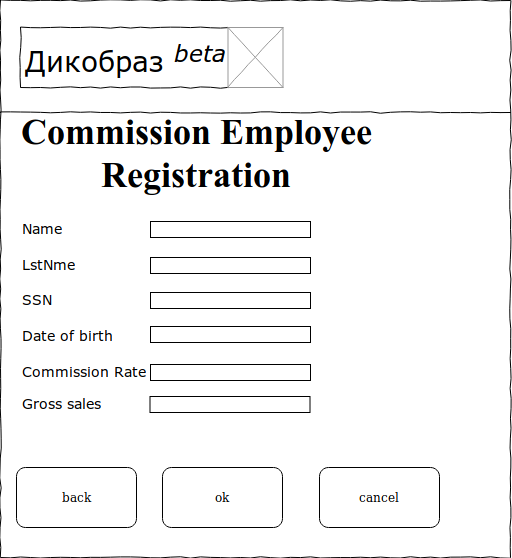 Дикобраз beta
Commission Employee
Registration
Name
LstNme
SSN
Date of birth
Commission Rate
Gross sales
back ok cancel